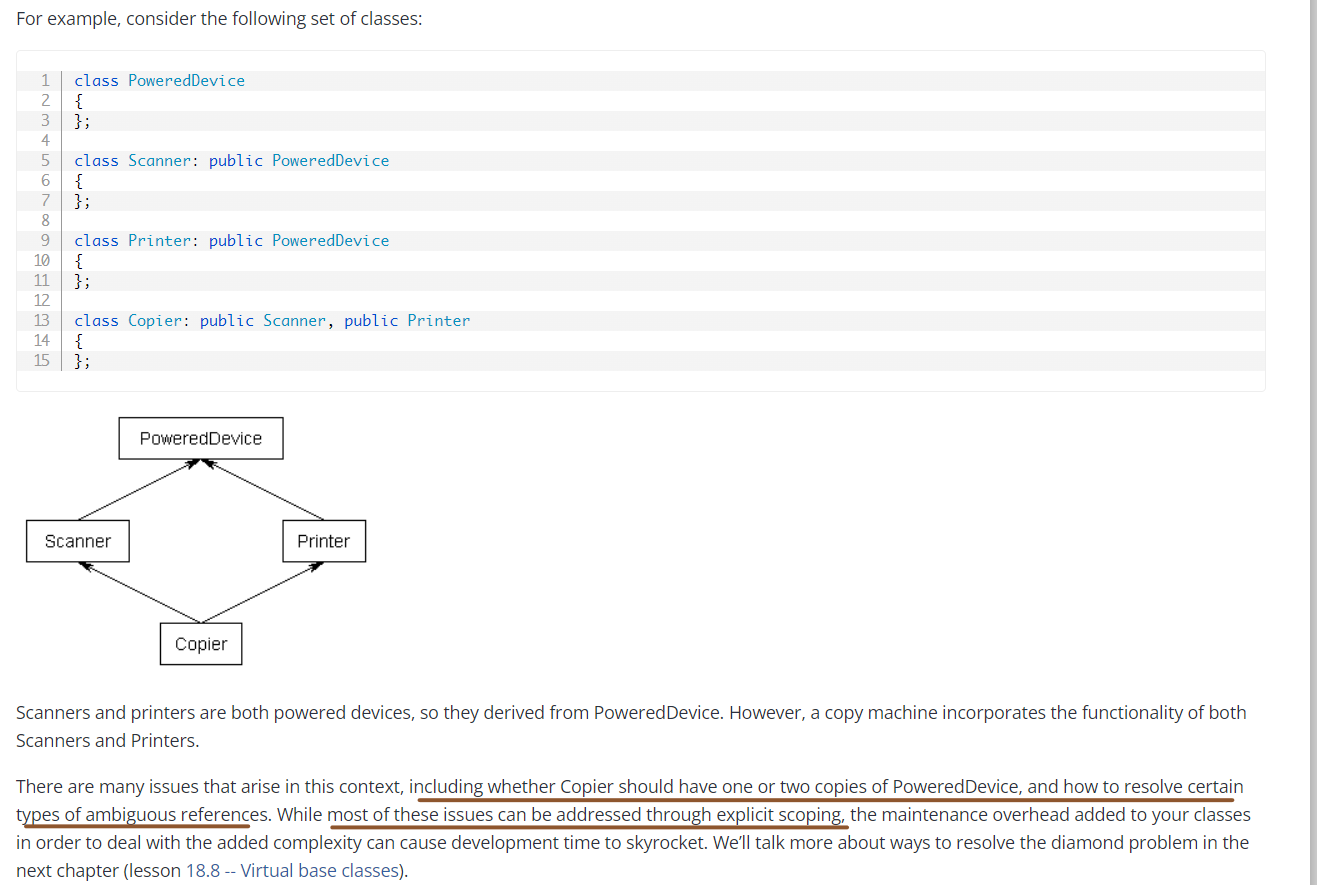 For example, consider the following set of classes:
1 class PoweredDevice
2 {
3 };
4
5 class Scanner: public PoweredDevice
6 {
7 };
8
9 class Printer: public PoweredDevice
10 {
11 };
12
13 class Copier: public Scanner, public Printer
14 {
15 };
PoweredDevice
Scanner Printer
Copier
Scanners and printers are both powered devices, so they derived from PoweredDevice. However, a copy machine incorporates the functionality of both
Scanners and Printers.
There are many issues that arise in this context, including whether Copier should have one or two copies of PoweredDevice, and how to resolve certain
types of ambiguous references. While most of these issues can be addressed through explicit scoping, the maintenance overhead added to your classes
in order to deal with the added complexity can cause development time to skyrocket. We’ll talk more about ways to resolve the diamond problem in the
next chapter (lesson 18.8 -- Virtual base classes).